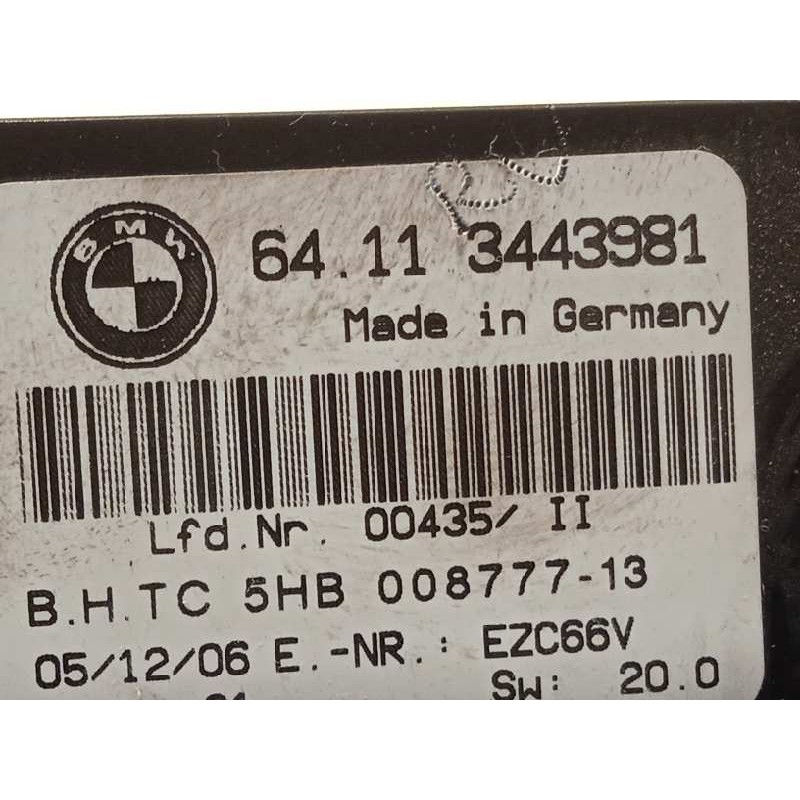 BMW
64.11 3443981
Made in Germany
Lfd.Nr. 00435/ II
B.H.TC 5HB 008777-13
05/12/06 E.-NR.: EZC66V
SW: 20.0